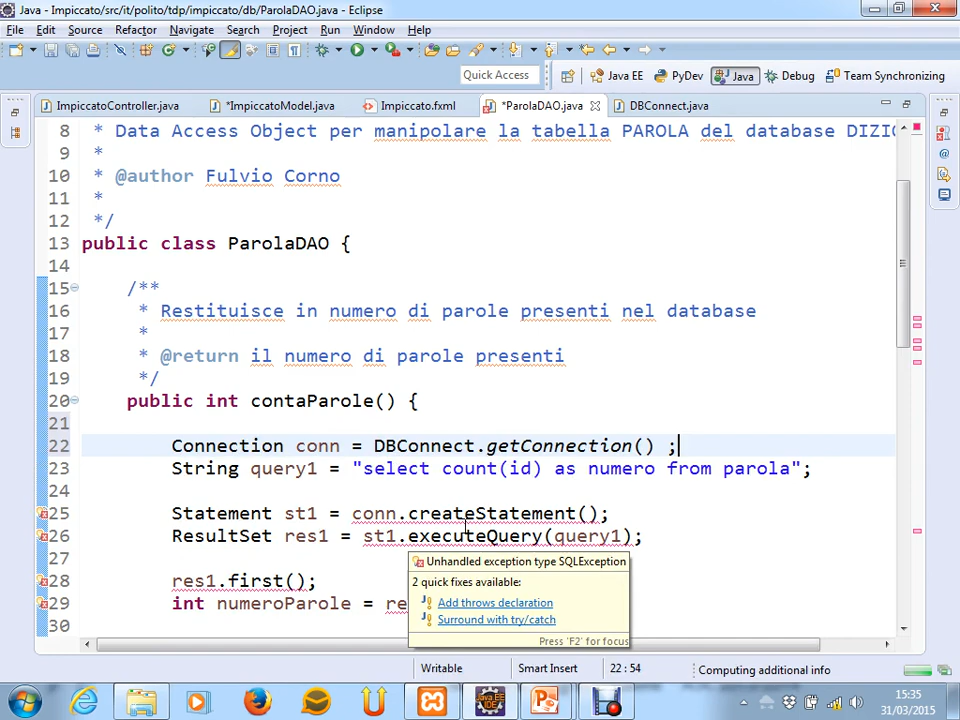 Java - Impiccato/src/it/polito/tdp/impiccato/db/ParolaDAO.java - Eclipse
File Edit Source Refactor Navigate Search Project Run Window Help
Quick Access Java EE PyDev Java Debug Team Synchronizing
ImpiccatoController.java *ImpiccatoModel.java Impiccato.fxml *ParolaDAO.java DBConnect.java
8 * Data Access Object per manipolare la tabella PAROLA del database
9 *
10 * @author Fulvio Corno
11 *
12 */
13 public class ParolaDAO {
14
15 /**
16 * Restituisce in numero di parole presenti nel database
17 *
18 * @return il numero di parole presenti
19 */
20 public int contaParole() {
21
22 Connection conn = DBConnect.getConnection() ;
23 String query1 = "select count(id) as numero from parola";
24
25 Statement st1 = conn.createStatement();
26 ResultSet res1 = st1.executeQuery(query1);
27
28 res1.first();
29 int numeroParole = re
30
Unhandled exception type SQLException
2 quick fixes available:
Add throws declaration
Surround with try/catch
Press 'F2' for focus
Writable Smart Insert 22 : 54 Computing additional info
15:35
31/03/2015